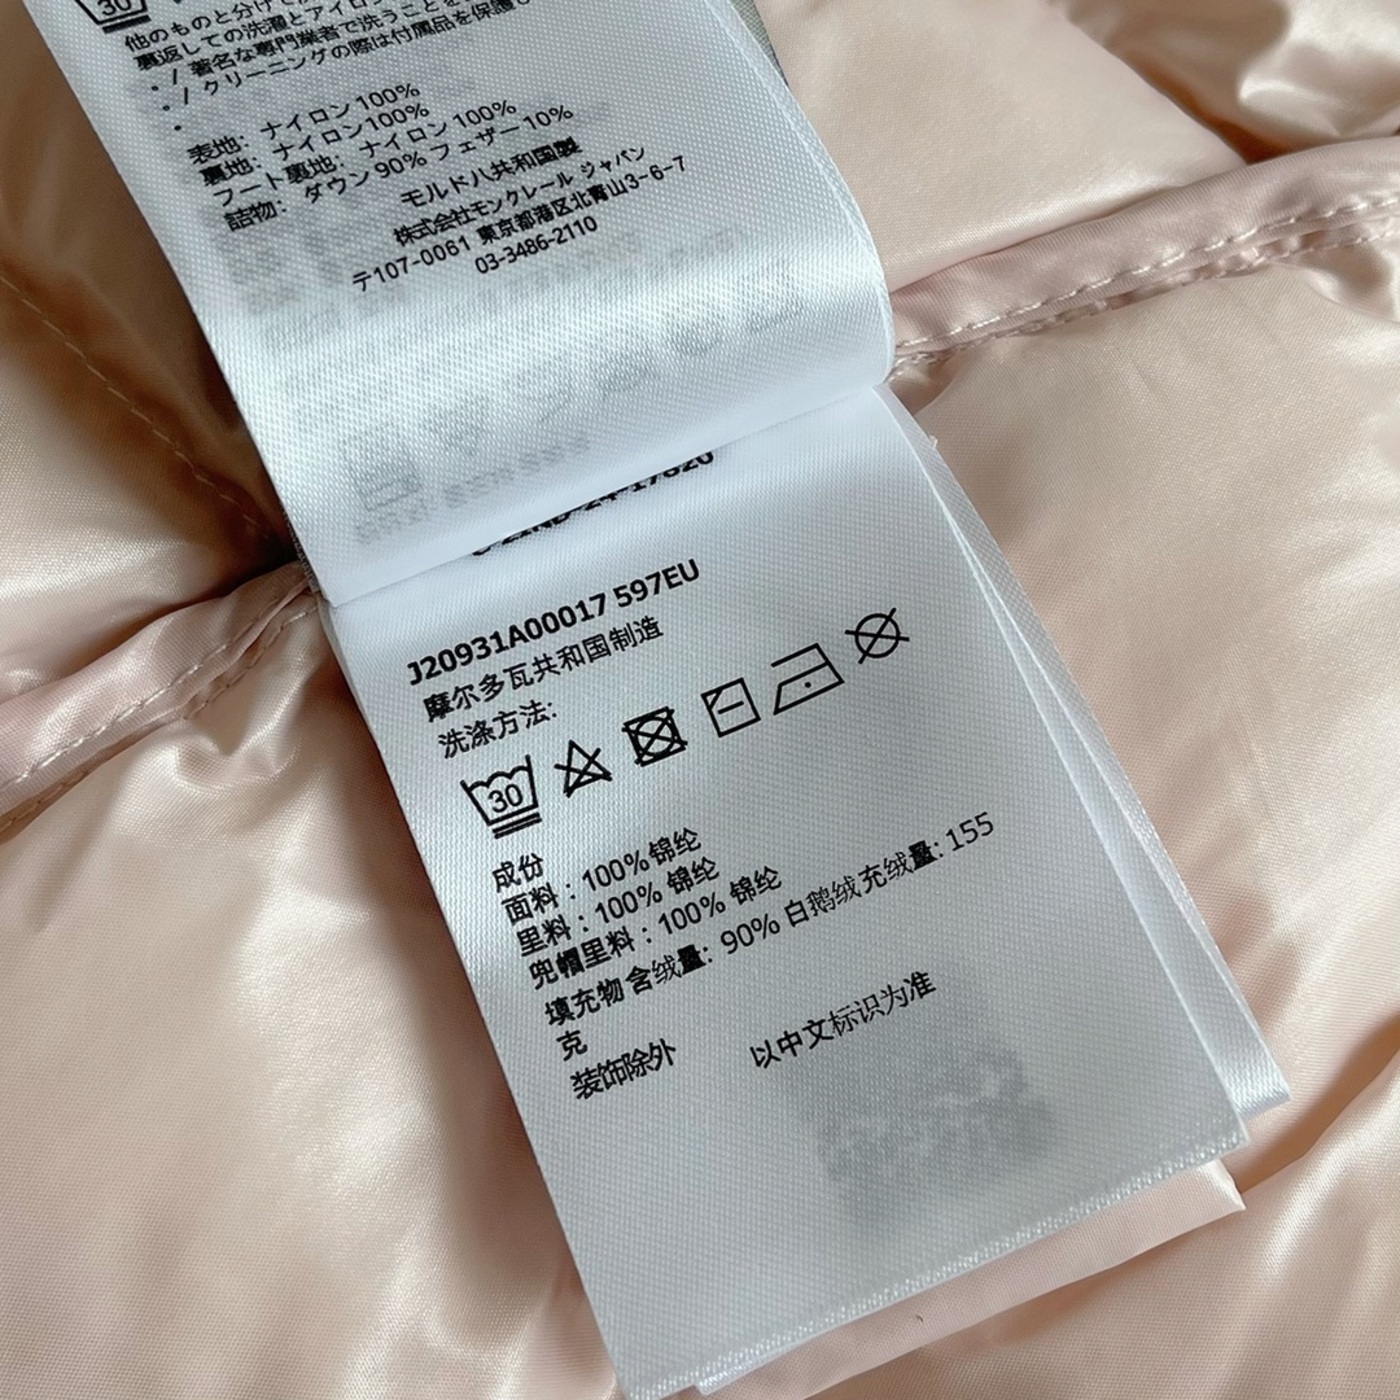 30
他のものと分けて
裏返しての洗濯とアイロン
・/ 著名な専門業者で洗うことを
・/ クリーニングの際は付属品を保護し
・
表地: ナイロン100%
裏地: ナイロン100%
フート裏地: ナイロン100%
詰物: ダウン90% フェザー10%
モルドハ共和国製
株式会社モンクレール ジャパン
〒107-0061 東京都港区北青山3-6-7
03-3486-2110
J20931A00017 597EU
摩尔多瓦共和国制造
洗涤方法:
30
成份
面料 : 100% 锦纶
里料 : 100% 锦纶
兜帽里料 : 100% 锦纶
填充物 含绒量: 90% 白鹅绒充绒量: 155
克
装饰除外 以中文标识为准